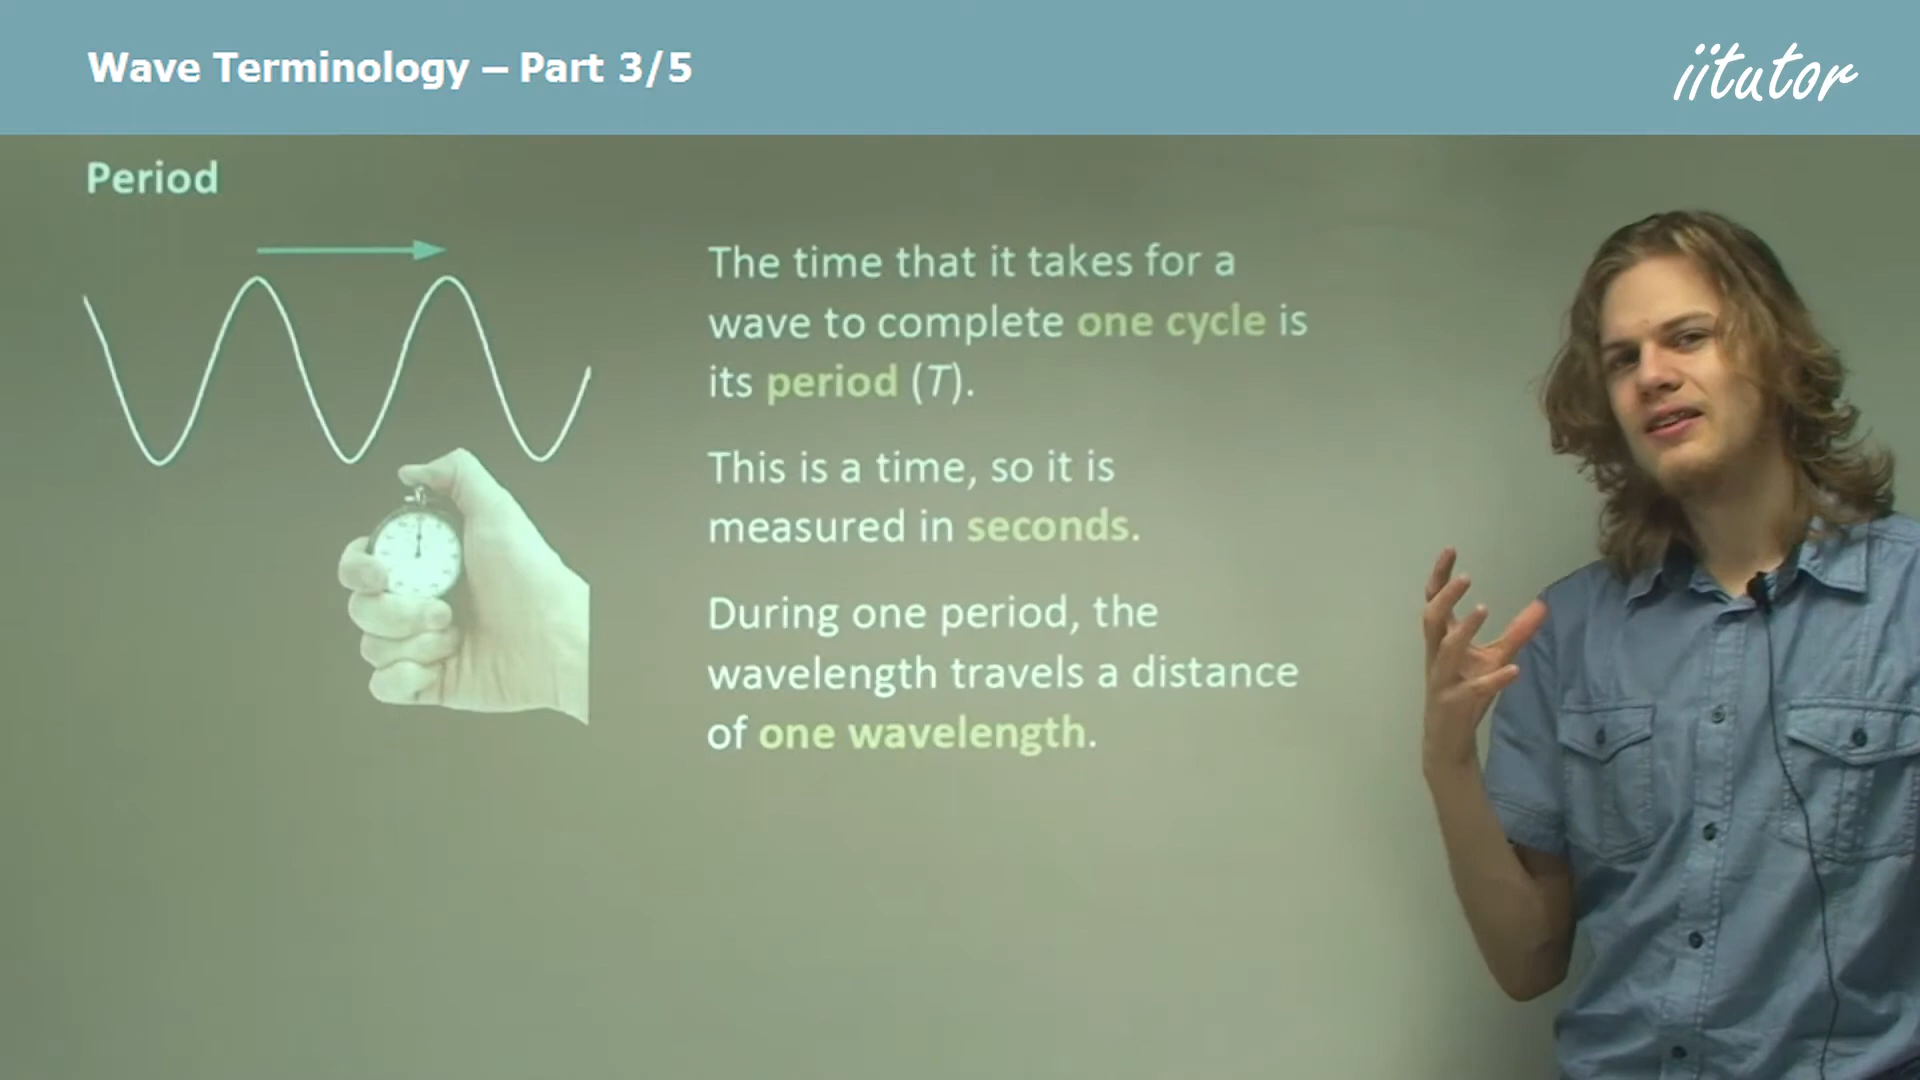 Wave Terminology – Part 3/5
iitutor
Period
The time that it takes for a
wave to complete one cycle is
its period (T).
This is a time, so it is
measured in seconds.
During one period, the
wavelength travels a distance
of one wavelength.